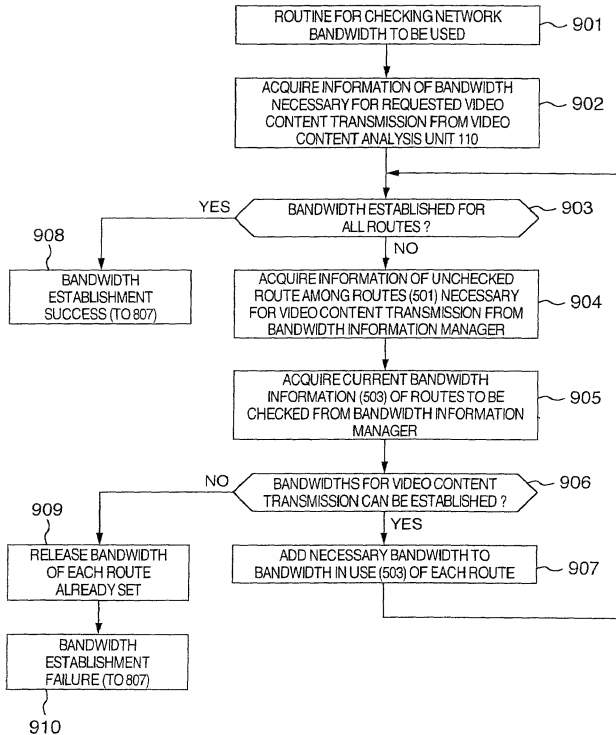 ROUTINE FOR CHECKING NETWORK
BANDWIDTH TO BE USED
901
ACQUIRE INFORMATION OF BANDWIDTH
NECESSARY FOR REQUESTED VIDEO
CONTENT TRANSMISSION FROM VIDEO
CONTENT ANALYSIS UNIT 110
902
BANDWIDTH ESTABLISHED FOR
ALL ROUTES ?
903
YES
NO
908
BANDWIDTH
ESTABLISHMENT
SUCCESS (TO 807)
ACQUIRE INFORMATION OF UNCHECKED
ROUTE AMONG ROUTES (501) NECESSARY
FOR VIDEO CONTENT TRANSMISSION FROM
BANDWIDTH INFORMATION MANAGER
904
ACQUIRE CURRENT BANDWIDTH
INFORMATION (503) OF ROUTES TO BE
CHECKED FROM BANDWIDTH INFORMATION
MANAGER
905
BANDWIDTHS FOR VIDEO CONTENT
TRANSMISSION CAN BE ESTABLISHED ?
906
NO
YES
909
RELEASE BANDWIDTH
OF EACH ROUTE
ALREADY SET
ADD NECESSARY BANDWIDTH TO
BANDWIDTH IN USE (503) OF EACH ROUTE
907
BANDWIDTH
ESTABLISHMENT
FAILURE (TO 807)
910